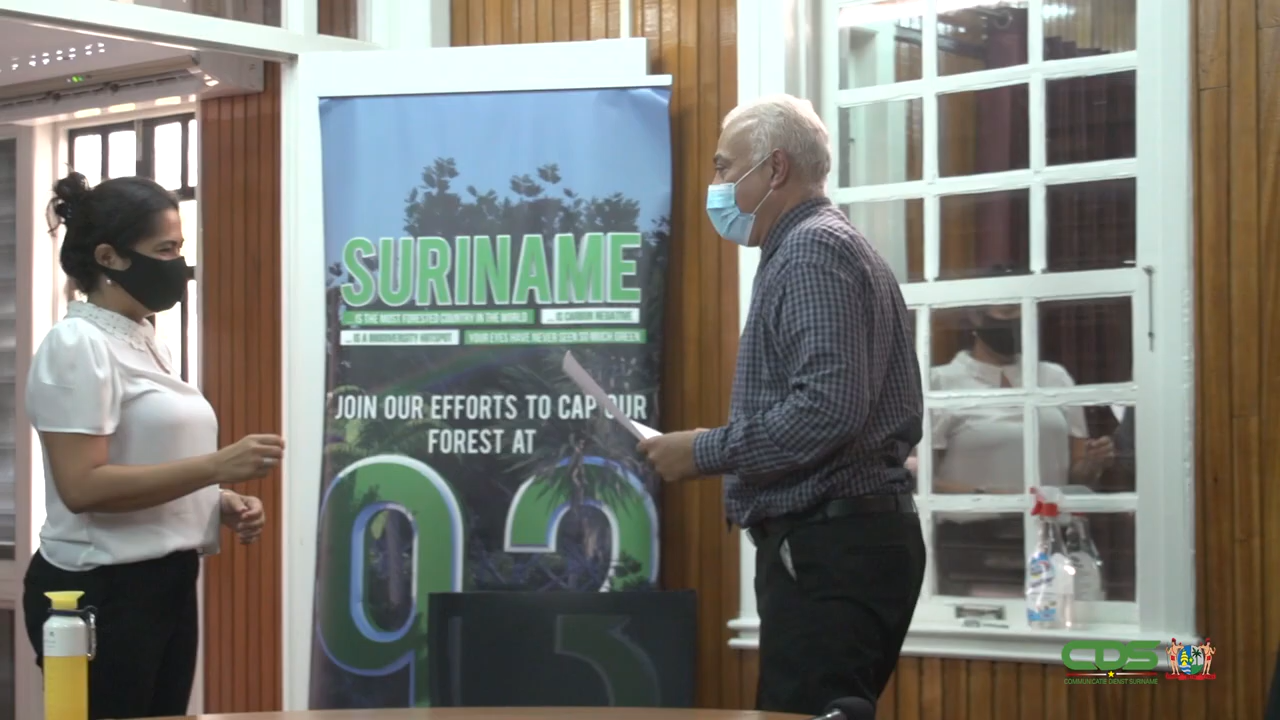 SURINAME
... IS THE MOST FORESTED COUNTRY IN THE WORLD ... IS CARBON NEGATIVE
... IS A BIODIVERSITY HOTSPOT YOUR EYES HAVE NEVER SEEN SO MUCH GREEN
JOIN OUR EFFORTS TO CAP OUR
FOREST AT
93
CDS
COMMUNICATIE DIENST SURINAME